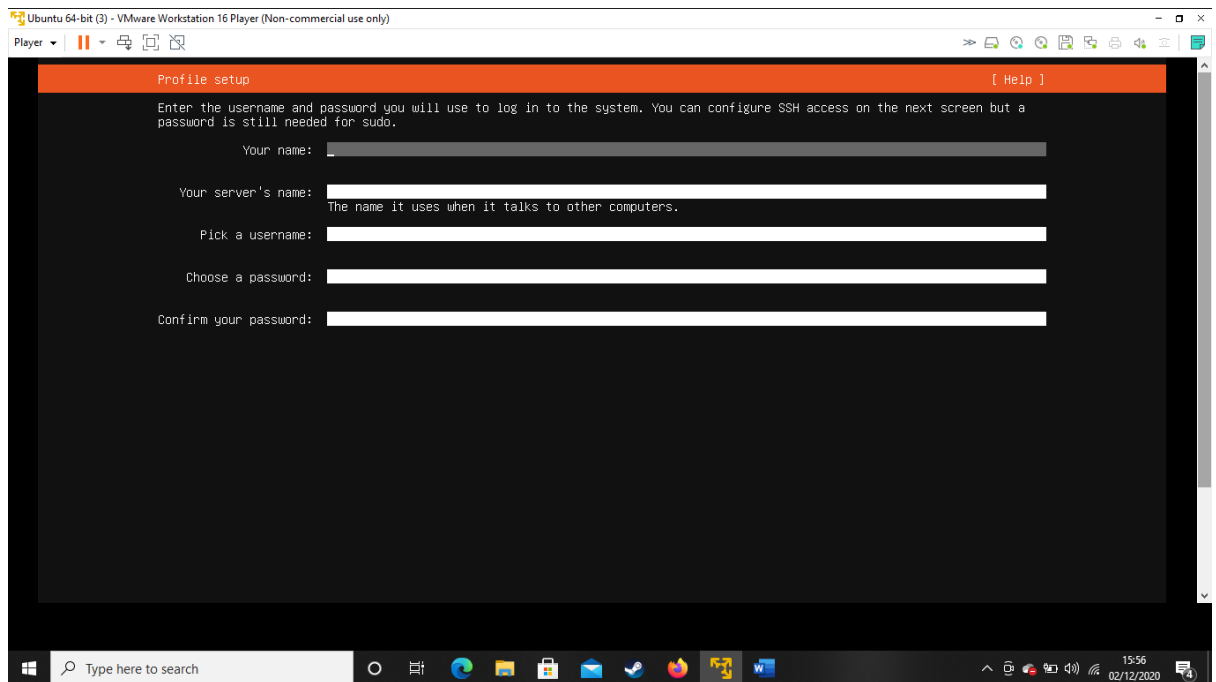 Ubuntu 64-bit (3) - VMware Workstation 16 Player (Non-commercial use only)
Player
Profile setup [ Help ]
Enter the username and password you will use to log in to the system. You can configure SSH access on the next screen but a
password is still needed for sudo.
Your name:
Your server's name:
The name it uses when it talks to other computers.
Pick a username:
Choose a password:
Confirm your password:
Type here to search
15:56
02/12/2020
4
W